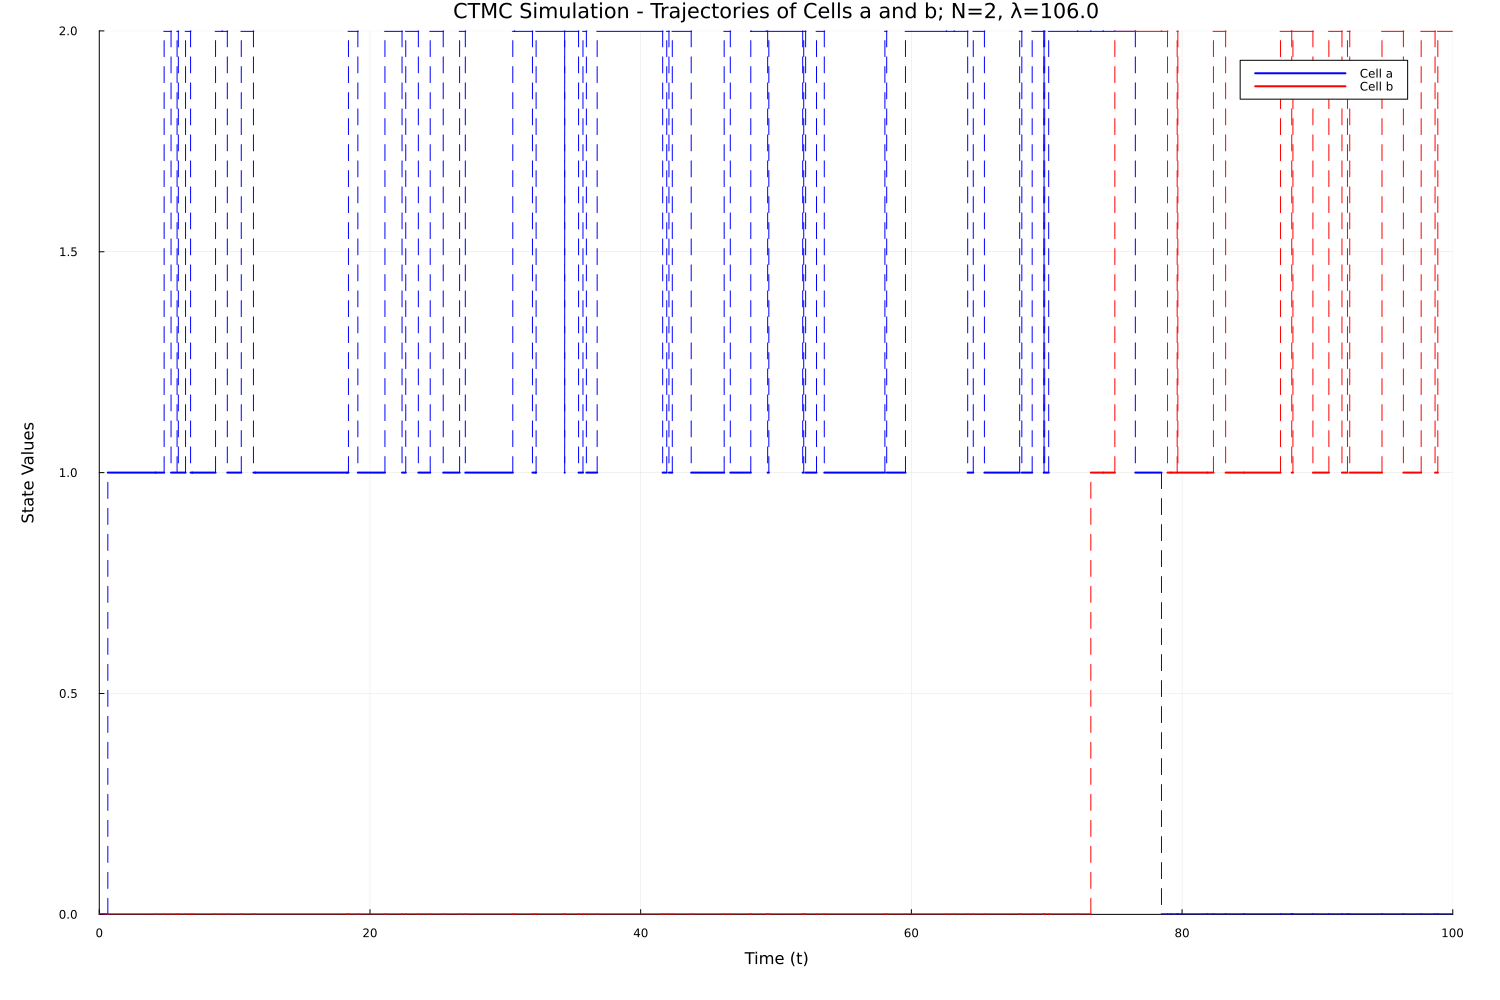 CTMC Simulation - Trajectories of Cells a and b; N=2, λ=106.0
2.0
Cell a
Cell b
1.5
1.0
State Values
0.5
0.0
0 20 40 60 80 100
Time (t)